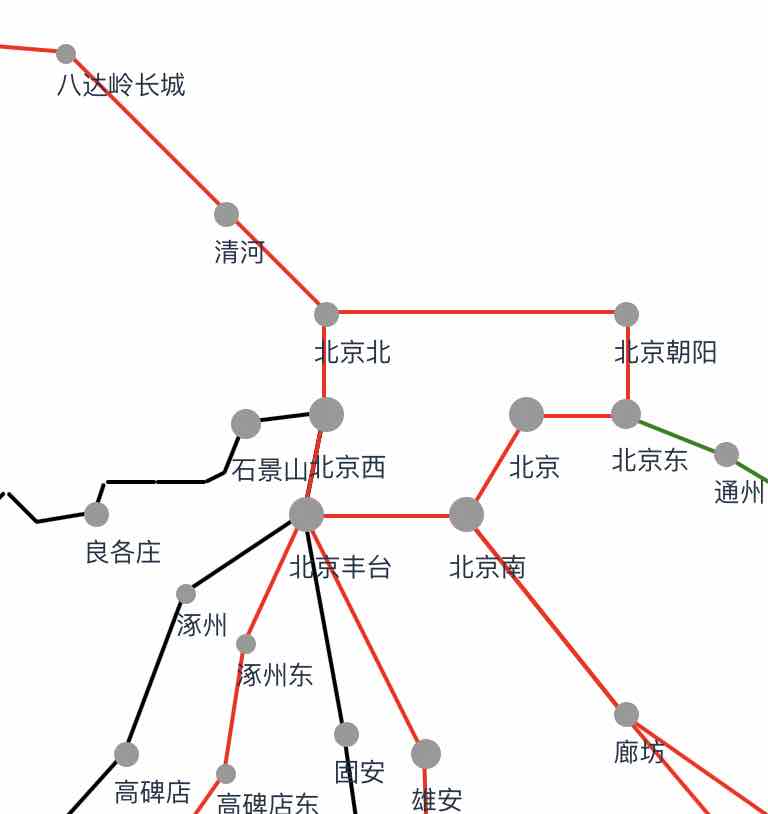 八达岭长城
清河
北京北
北京朝阳
石景山
北京西
北京
北京东
通州
良各庄
北京丰台
北京南
涿州
涿州东
廊坊
固安
高碑店
高碑店东
雄安